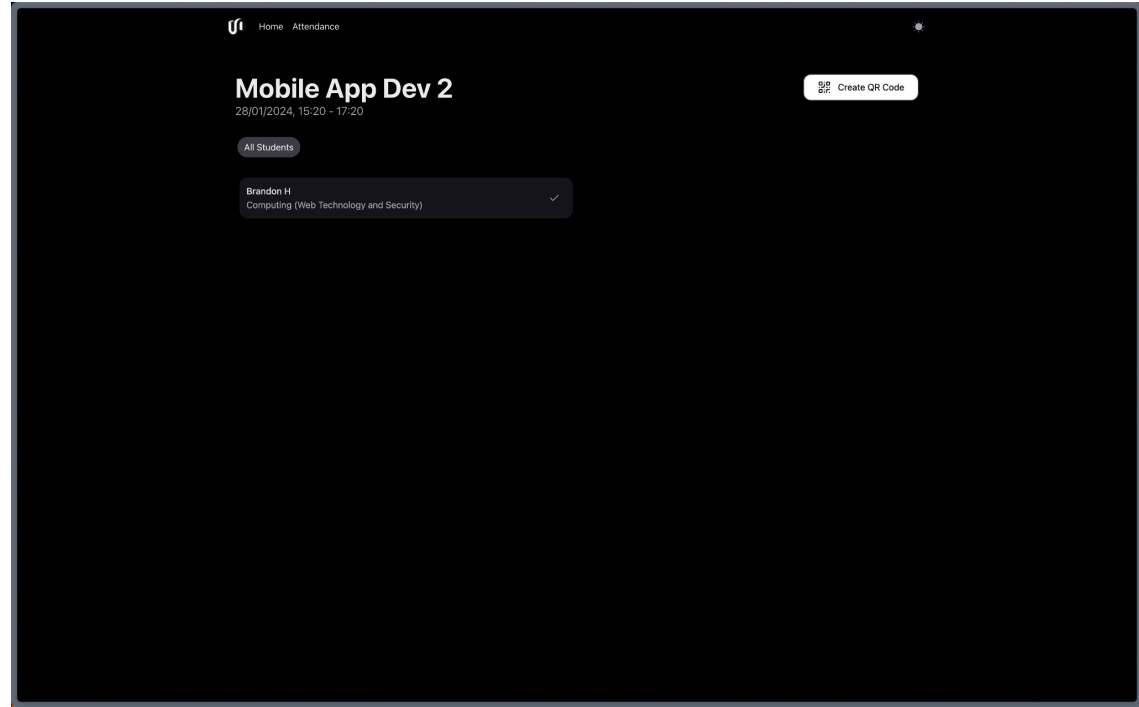 Home Attendance
Mobile App Dev 2
Create QR Code
28/01/2024, 15:20 - 17:20
All Students
Brandon H
Computing (Web Technology and Security)